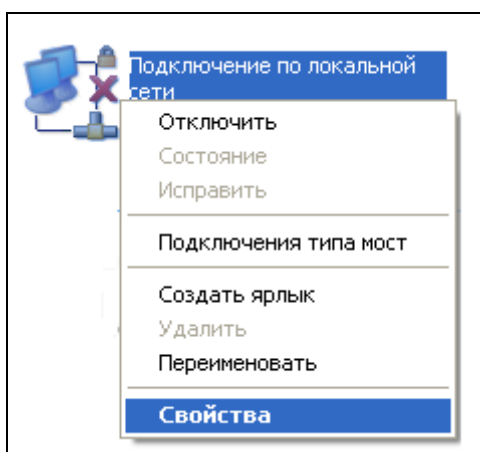 Подключение по локальной
сети
Отключить
Состояние
Исправить
Подключения типа мост
Создать ярлык
Удалить
Переименовать
Свойства